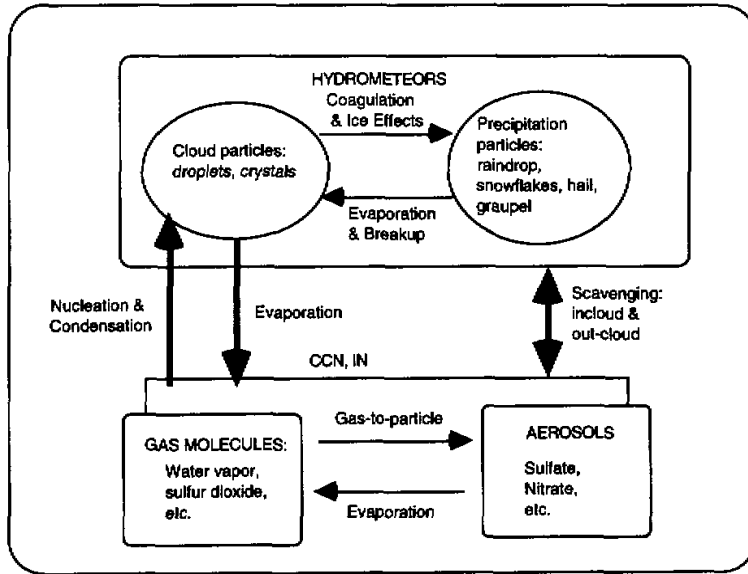 HYDROMETEORS
Coagulation
& Ice Effects
Cloud particles:
droplets, crystals
Precipitation
particles:
raindrop,
snowflakes, hail,
graupel
Evaporation
& Breakup
Nucleation &
Condensation
Evaporation
Scavenging:
incloud &
out-cloud
CCN, IN
GAS MOLECULES:
Water vapor,
sulfur dioxide,
etc.
Gas-to-particle
Evaporation
AEROSOLS
Sulfate,
Nitrate,
etc.